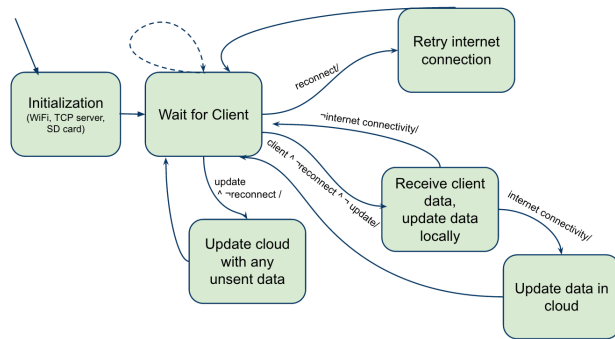 Retry internet
connection
reconnect/
Initialization
(WiFi, TCP server,
SD card)
Wait for Client
¬internet connectivity/
client ^ ¬reconnect ^ ¬ update/
update
^ ¬reconnect /
Receive client
data,
update data
locally
internet connectivity/
Update cloud
with any
unsent data
Update data in
cloud